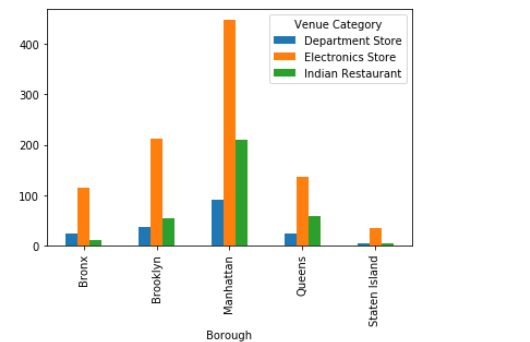 400
300
200
100
0
Venue Category
Department Store
Electronics Store
Indian Restaurant
Bronx
Brooklyn
Manhattan
Queens
Staten Island
Borough